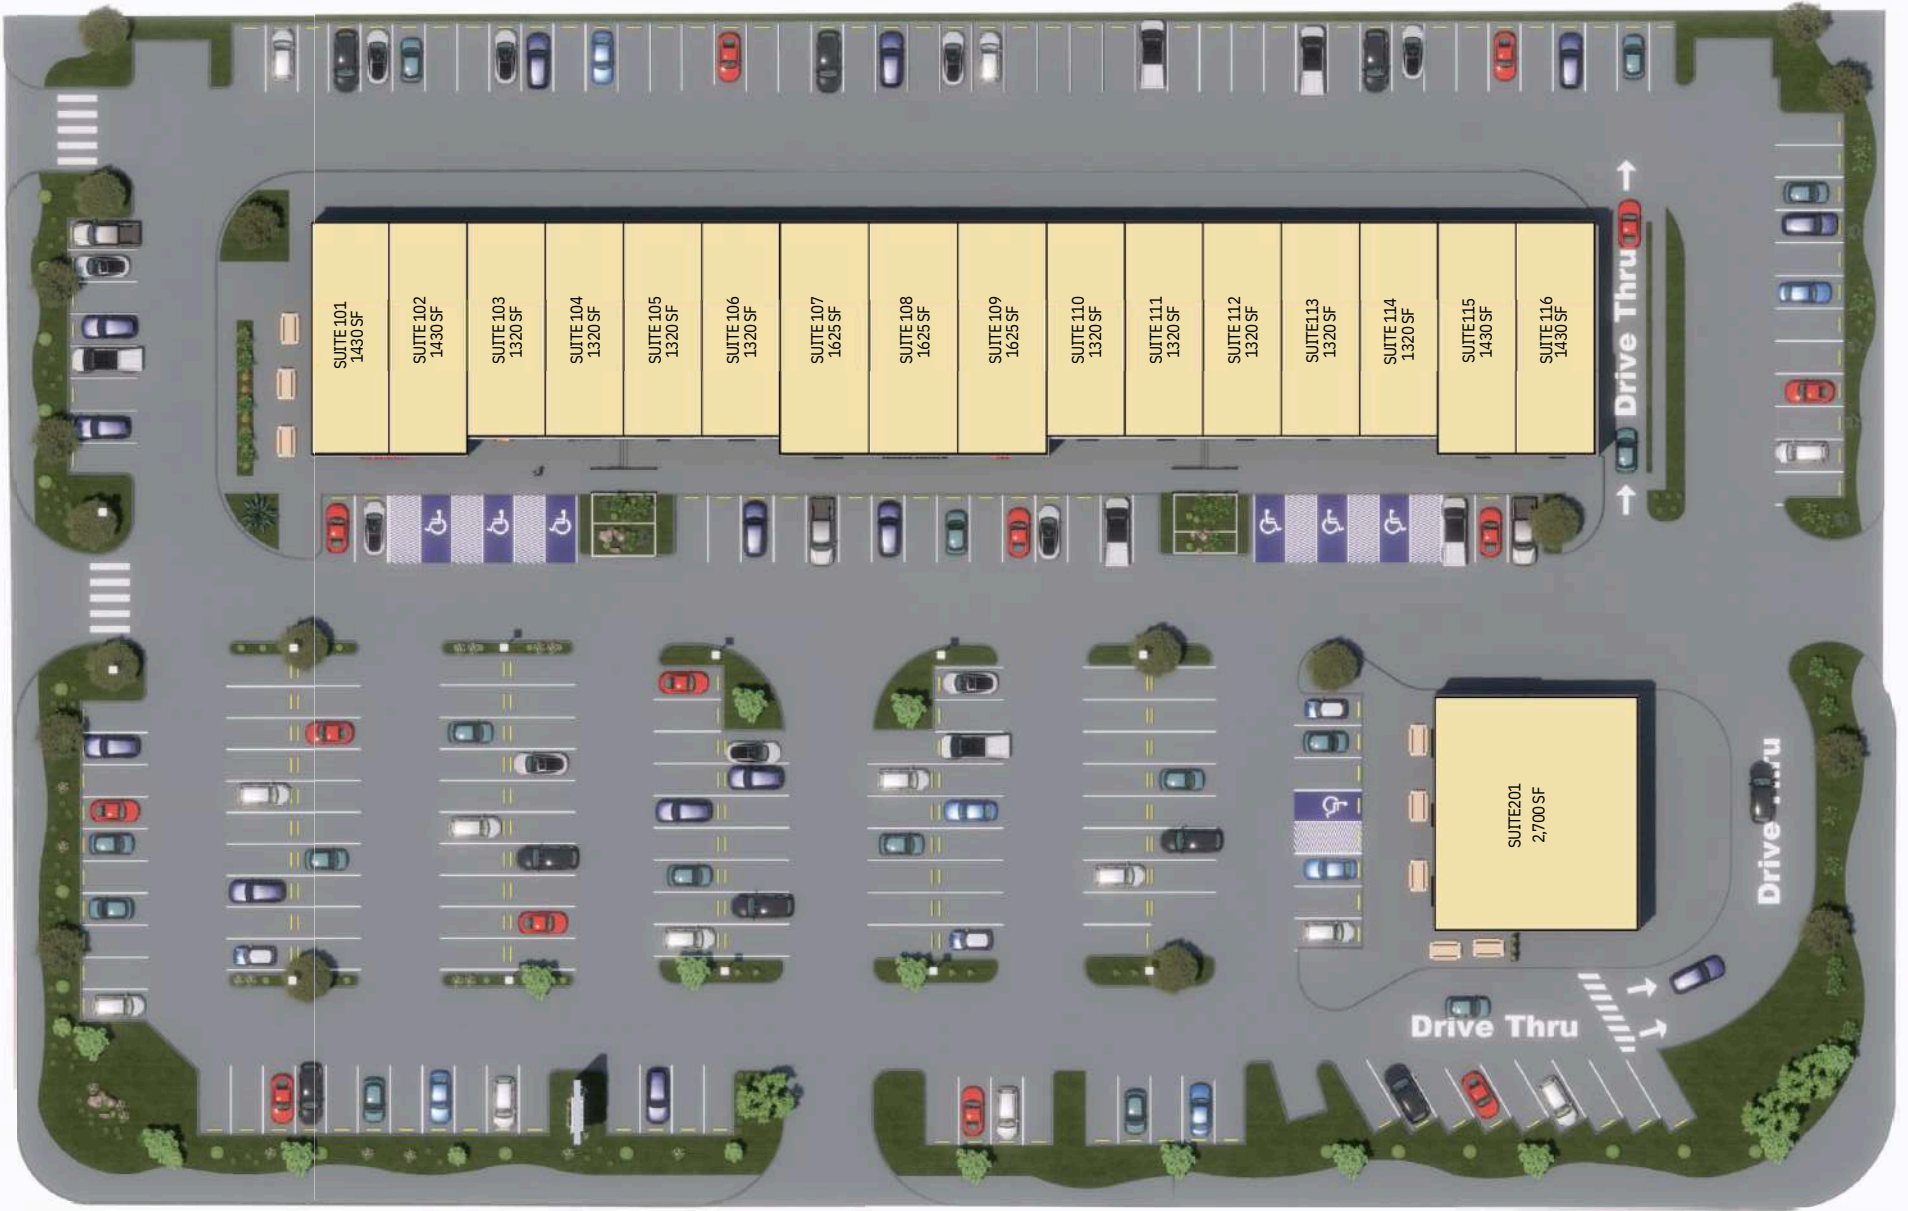 SUITE 101
1430 SF
SUITE 102
1430 SF
SUITE 103
1320 SF
SUITE 104
1320 SF
SUITE 105
1320 SF
SUITE 106
1320 SF
SUITE 107
1625 SF
SUITE 108
1625 SF
SUITE 109
1625 SF
SUITE 1110
1320 SF
SUITE 111
1320 SF
SUITE 112
1320 SF
SUITE113
1320 SF
SUITE 114
1320 SF
SUITE115
1430 SF
SUITE 116
1430 SF
Drive Thru
SUITE201
2,700 SF
Drive Thru
Drive Thru